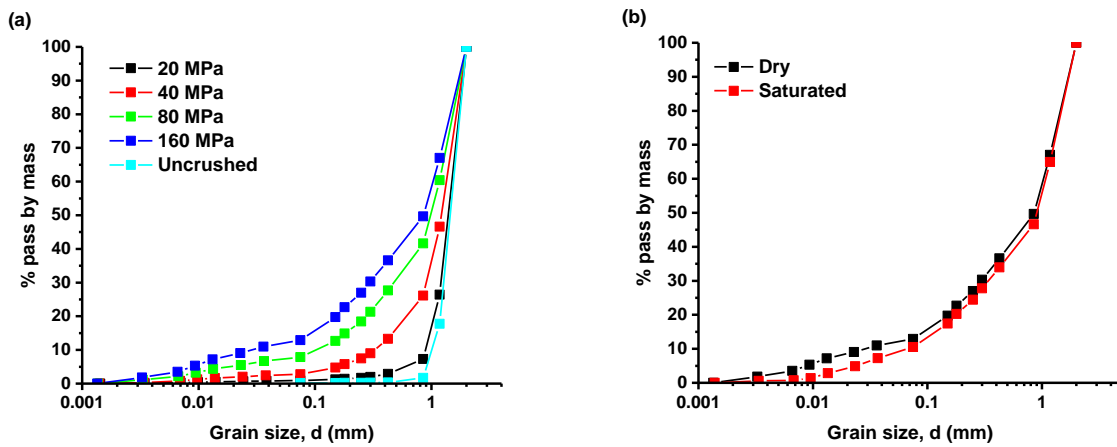 (a)
% pass by mass
100
90
80
70
60
50
40
30
20
10
0
20 MPa
40 MPa
80 MPa
160 MPa
Uncrushed
0.001
0.01
0.1
1
Grain size, d (mm)
(b)
% pass by mass
100
90
80
70
60
50
40
30
20
10
0
Dry
Saturated
0.001
0.01
0.1
1
Grain size, d (mm)